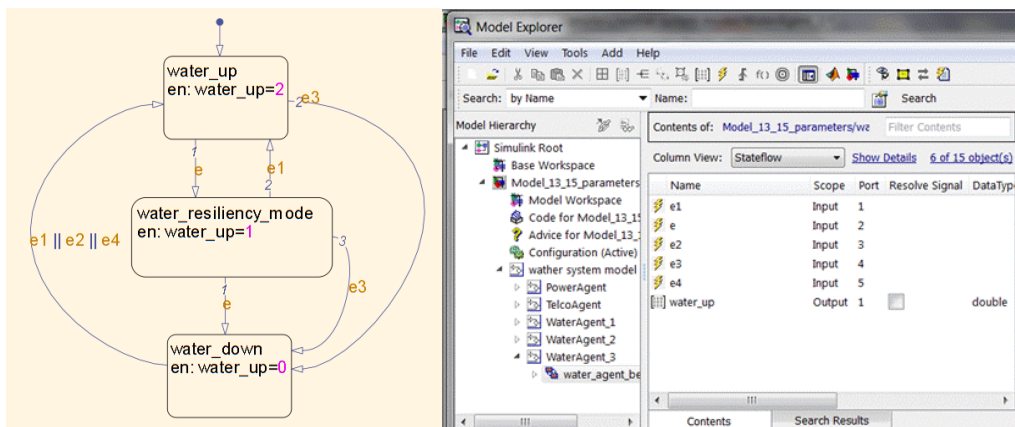 water_up
en: water_up=2
2
e3
1
e
e1
2
water_resiliency_mode
en: water_up=1
3
e1 || e2 || e4
e3
1
e
water_down
en: water_up=0
Model Explorer
File Edit View Tools Add Help
Search: by Name Name: Search
Model Hierarchy
Simulink Root
Base Workspace
Model_13_15_parameters
Model Workspace
Code for Model_13_15
Advice for Model_13_
Configuration (Active)
wather system model
PowerAgent
TelcoAgent
WaterAgent_1
WaterAgent_2
WaterAgent_3
water_agent_be
Contents of: Model_13_15_parameters/wa Filter Contents
Column View: Stateflow Show Details 6 of 15 object(s)
Name Scope Port Resolve Signal DataType
e1 Input 1
e Input 2
e2 Input 3
e3 Input 4
e4 Input 5
water_up Output 1 double
Contents Search Results